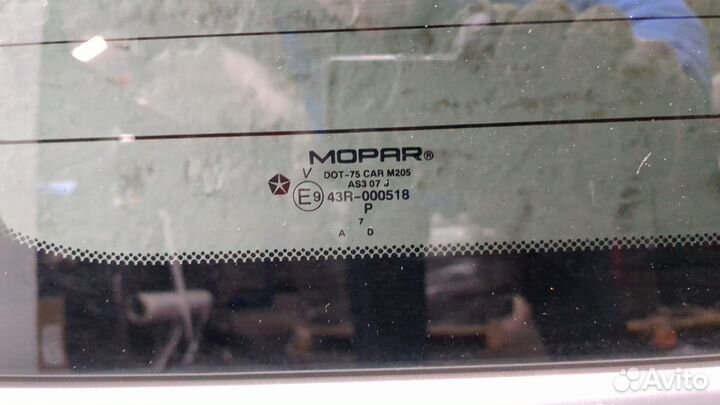 MOPAR®
V DOT-75 CAR M205
AS3 07 J
E9 43R-000518
P
7
A D
Avito